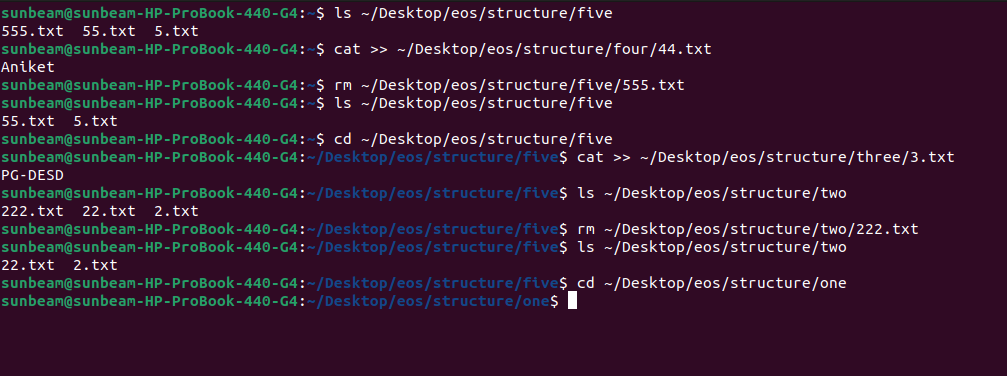 sunbeam@sunbeam-HP-ProBook-440-G4:~$ ls ~/Desktop/eos/structure/five
555.txt  55.txt  5.txt
sunbeam@sunbeam-HP-ProBook-440-G4:~$ cat >> ~/Desktop/eos/structure/four/44.txt
Aniket
sunbeam@sunbeam-HP-ProBook-440-G4:~$ rm ~/Desktop/eos/structure/five/555.txt
sunbeam@sunbeam-HP-ProBook-440-G4:~$ ls ~/Desktop/eos/structure/five
55.txt  5.txt
sunbeam@sunbeam-HP-ProBook-440-G4:~$ cd ~/Desktop/eos/structure/five
sunbeam@sunbeam-HP-ProBook-440-G4:~/Desktop/eos/structure/five$ cat >> ~/Desktop/eos/structure/three/3.txt
PG-DESD
sunbeam@sunbeam-HP-ProBook-440-G4:~/Desktop/eos/structure/five$ ls ~/Desktop/eos/structure/two
222.txt  22.txt  2.txt
sunbeam@sunbeam-HP-ProBook-440-G4:~/Desktop/eos/structure/five$ rm ~/Desktop/eos/structure/two/222.txt
sunbeam@sunbeam-HP-ProBook-440-G4:~/Desktop/eos/structure/five$ ls ~/Desktop/eos/structure/two
22.txt  2.txt
sunbeam@sunbeam-HP-ProBook-440-G4:~/Desktop/eos/structure/five$ cd ~/Desktop/eos/structure/one
sunbeam@sunbeam-HP-ProBook-440-G4:~/Desktop/eos/structure/one$